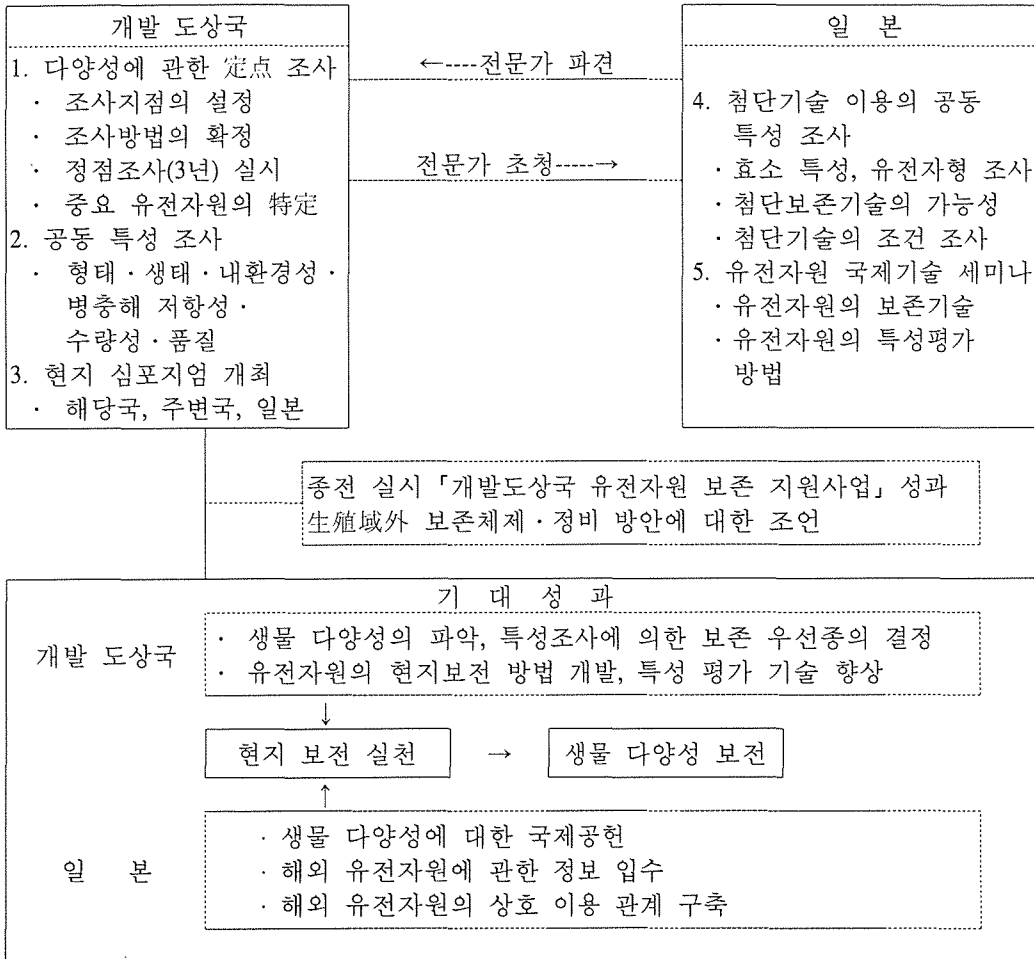 개발 도상국
1. 다양성에 관한 定点 조사
· 조사지점의 설정
· 조사방법의 확정
· 정점조사(3년) 실시
· 중요 유전자원의 特定
2. 공동 특성 조사
· 형태·생태·내환경성·
병충해 저항성·
수량성·품질
3. 현지 심포지엄 개최
· 해당국, 주변국, 일본
←----전문가 파견
전문가 초청-----→
일 본
4. 첨단기술 이용의 공동
특성 조사
· 효소 특성, 유전자형 조사
· 첨단보존기술의 가능성
· 첨단기술의 조건 조사
5. 유전자원 국제기술 세미나
· 유전자원의 보존기술
· 유전자원의 특성평가
방법
종전 실시 「개발도상국 유전자원 보존 지원사업」 성과
生殖域外 보존체제·정비 방안에 대한 조언
기 대 성 과
개발 도상국
· 생물 다양성의 파악, 특성조사에 의한 보존 우선종의 결정
· 유전자원의 현지보전 방법 개발, 특성 평가 기술 향상
↓
현지 보전 실천 → 생물 다양성 보전
↑
일 본
· 생물 다양성에 대한 국제공헌
· 해외 유전자원에 관한 정보 입수
· 해외 유전자원의 상호 이용 관계 구축